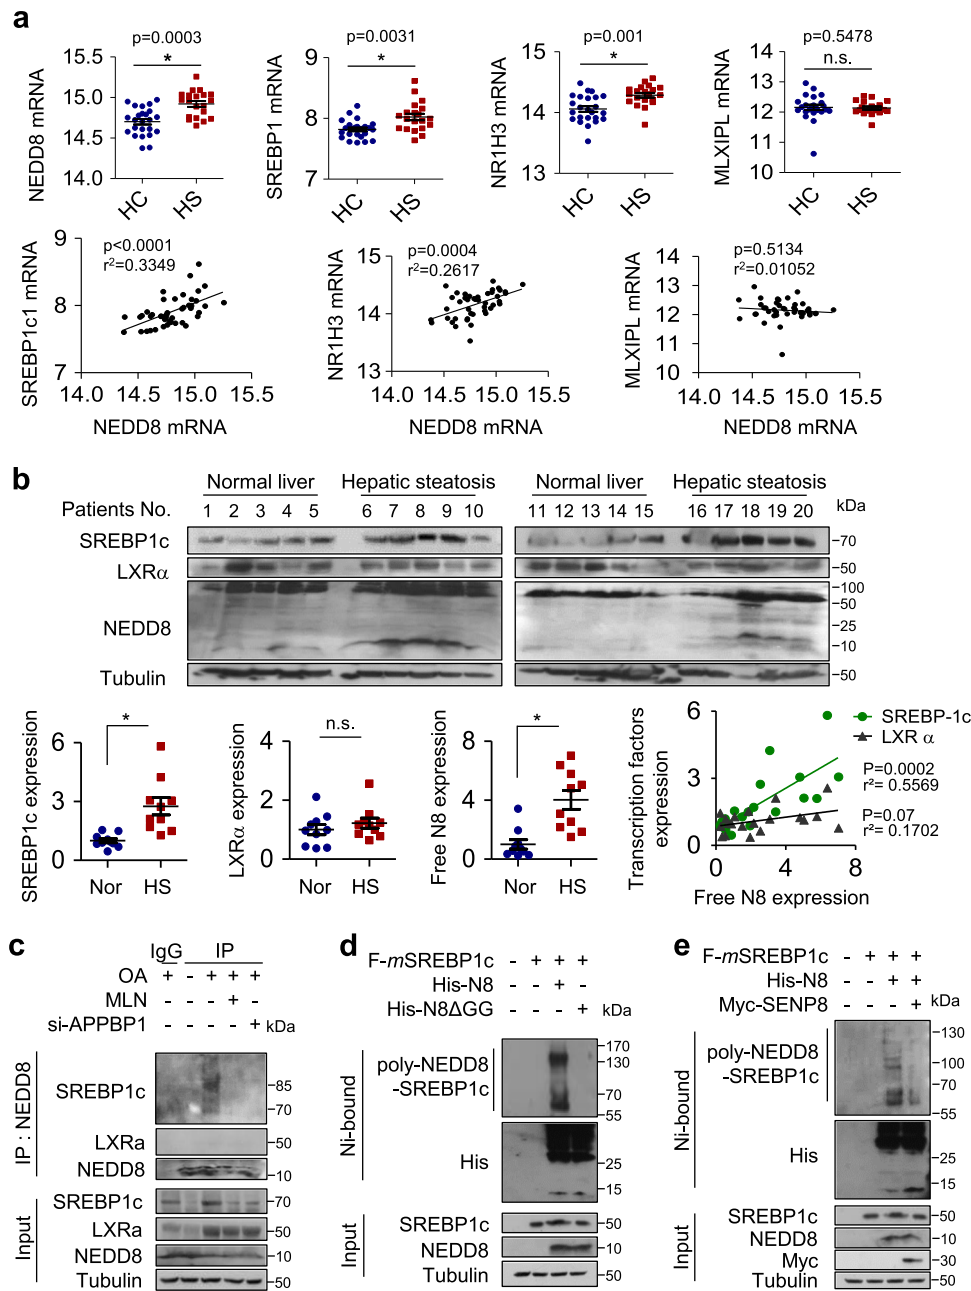 a
p=0.0003
*
NEDD8 mRNA
15.5
15.0
14.5
14.0
HC
HS
p=0.0031
*
SREBP1 mRNA
9
8
7
HC
HS
p=0.001
*
NR1H3 mRNA
15
14
13
HC
HS
p=0.5478
n.s.
MLXIPL mRNA
14
13
12
11
10
HC
HS
p<0.0001
r²=0.3349
SREBP1c1 mRNA
9
8
7
14.0 14.5 15.0 15.5
NEDD8 mRNA
p=0.0004
r²=0.2617
NR1H3 mRNA
15
14
13
14.0 14.5 15.0 15.5
NEDD8 mRNA
p=0.5134
r²=0.01052
MLXIPL mRNA
14
13
12
11
10
14.0 14.5 15.0 15.5
NEDD8 mRNA
b
Normal liver Hepatic steatosis Normal liver Hepatic steatosis
Patients No. 1 2 3 4 5 6 7 8 9 10 11 12 13 14 15 16 17 18 19 20 kDa
SREBP1c 70
LXRα 50
NEDD8
100
50
25
10
Tubulin 50
SREBP1c expression
6
3
0
*
Nor HS
LXRα expression
4
2
0
n.s.
Nor HS
Free N8 expression
8
4
0
*
Nor HS
Transcription factors
expression
6
3
0
0 4 8
Free N8 expression
SREBP-1c
LXR α
P=0.0002
r²= 0.5569
P=0.07
r²= 0.1702
c
IgG IP
OA + - + + +
MLN - - - + -
si-APPBP1 - - - - + kDa
IP : NEDD8
SREBP1c
85
70
LXRa 50
NEDD8 10
Input
SREBP1c 70
LXRa 50
NEDD8 10
Tubulin 50
d
F-mSREBP1c - + + +
His-N8 - - + -
His-N8ΔGG - - - + kDa
Ni-bound
poly-NEDD8
-SREBP1c
170
130
70
55
His
25
15
Input
SREBP1c 50
NEDD8 10
Tubulin 50
e
F-mSREBP1c - + + +
His-N8 - - + +
Myc-SENP8 - - - + kDa
Ni-bound
poly-NEDD8
-SREBP1c
130
100
70
55
His
25
15
Input
SREBP1c 50
NEDD8 10
Myc 30
Tubulin 50